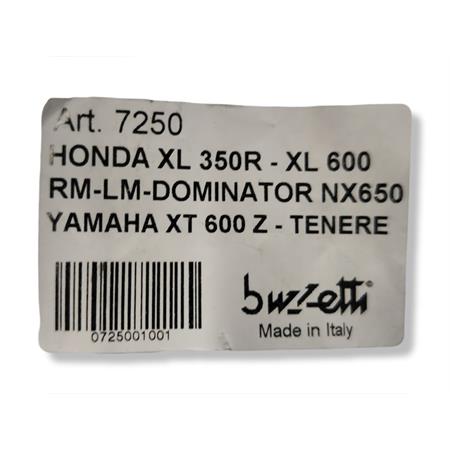 Art. 7250
HONDA XL 350R - XL 600
RM-LM-DOMINATOR NX650
YAMAHA XT 600 Z - TENERE
buzzetti®
Made in Italy
0725001001